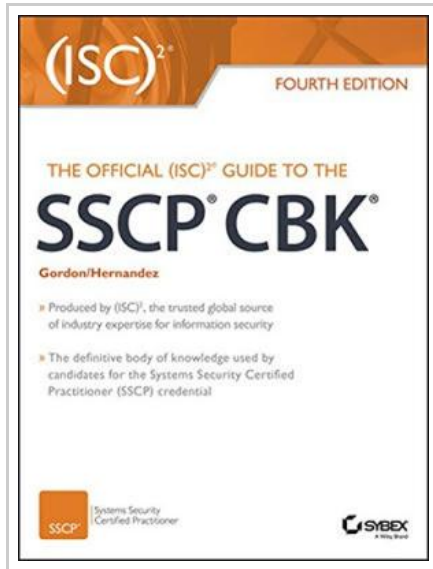 (ISC)²®
FOURTH EDITION
THE OFFICIAL (ISC)²® GUIDE TO THE
SSCP® CBK®
Gordon/Hernandez
» Produced by (ISC)², the trusted global source
of industry expertise for information security
» The definitive body of knowledge used by
candidates for the Systems Security Certified
Practitioner (SSCP) credential
SSCP®
Systems Security
Certified Practitioner
SYBEX
A Wiley Brand